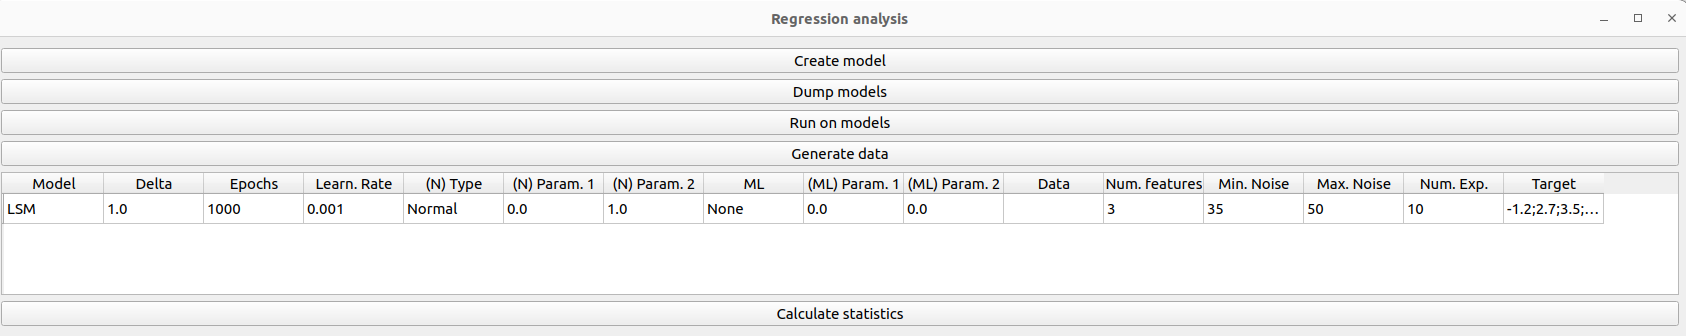 Regression analysis
Create model
Dump models
Run on models
Generate data
Model Delta Epochs Learn. Rate (N) Type (N) Param. 1 (N) Param. 2 ML (ML) Param. 1 (ML) Param. 2 Data Num. features Min. Noise Max. Noise Num. Exp. Target
LSM 1.0 1000 0.001 Normal 0.0 1.0 None 0.0 0.0 3 35 50 10 -1.2;2.7;3.5;...
Calculate statistics